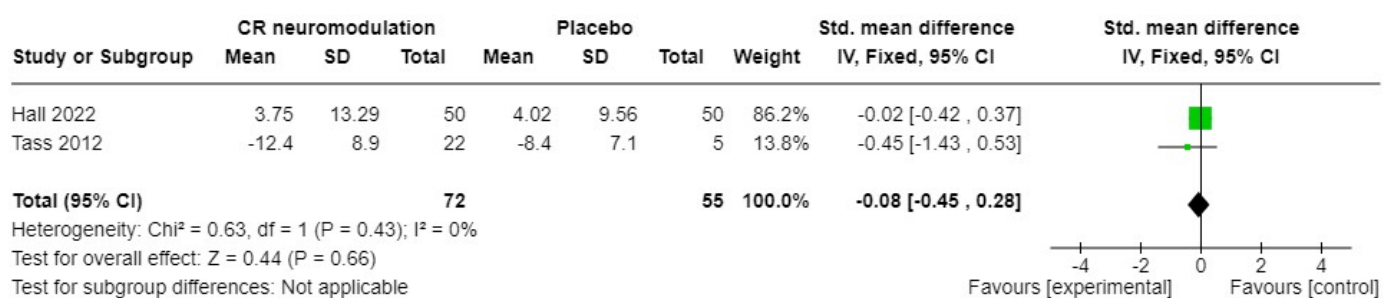 CR neuromodulation Placebo Std. mean difference Std. mean difference
Study or Subgroup Mean SD Total Mean SD Total Weight IV, Fixed, 95% CI IV, Fixed, 95% CI
Hall 2022 3.75 13.29 50 4.02 9.56 50 86.2% -0.02 [-0.42 , 0.37]
Tass 2012 -12.4 8.9 22 -8.4 7.1 5 13.8% -0.45 [-1.43 , 0.53]
Total (95% CI) 72 55 100.0% -0.08 [-0.45 , 0.28]
Heterogeneity: Chi² = 0.63, df = 1 (P = 0.43); I² = 0%
Test for overall effect: Z = 0.44 (P = 0.66)
-4 -2 0 2 4
Test for subgroup differences: Not applicable Favours [experimental] Favours [control]